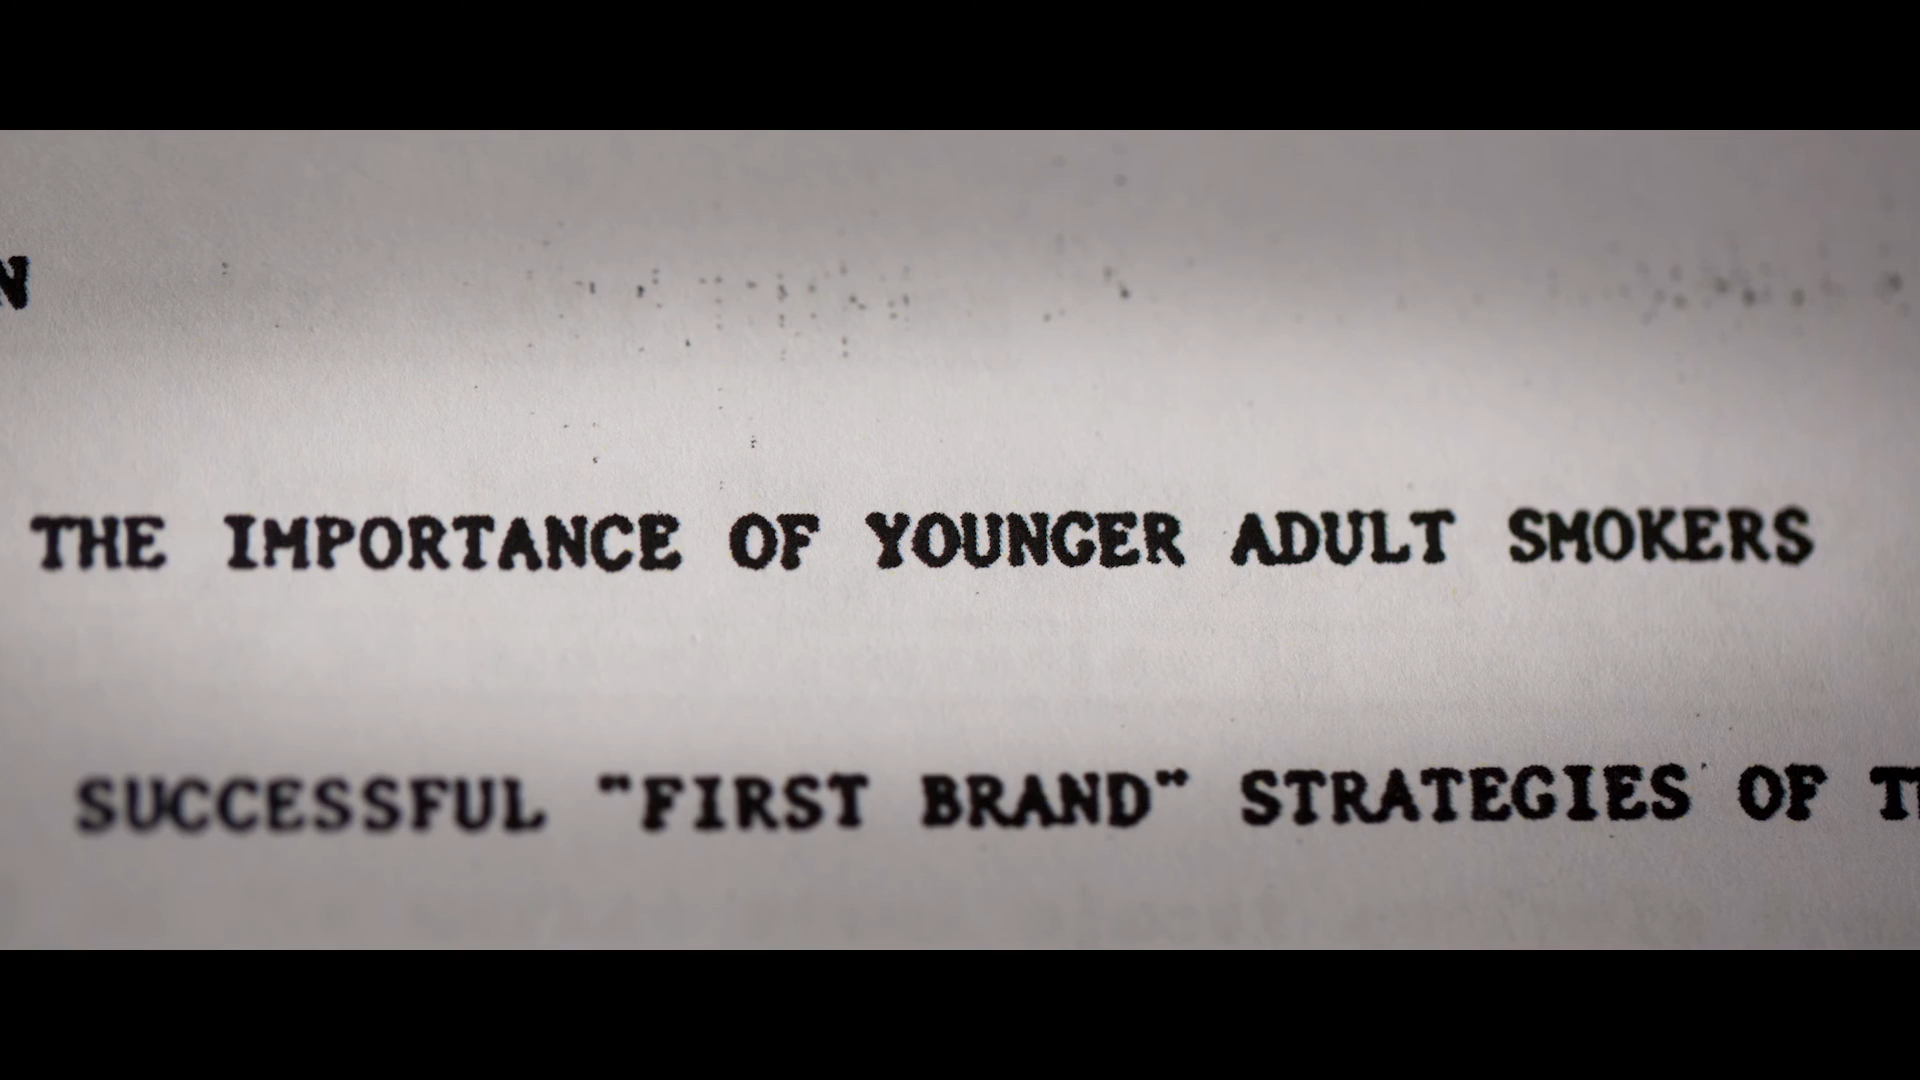 N
THE IMPORTANCE OF YOUNGER ADULT SMOKERS
SUCCESSFUL "FIRST BRAND" STRATEGIES OF